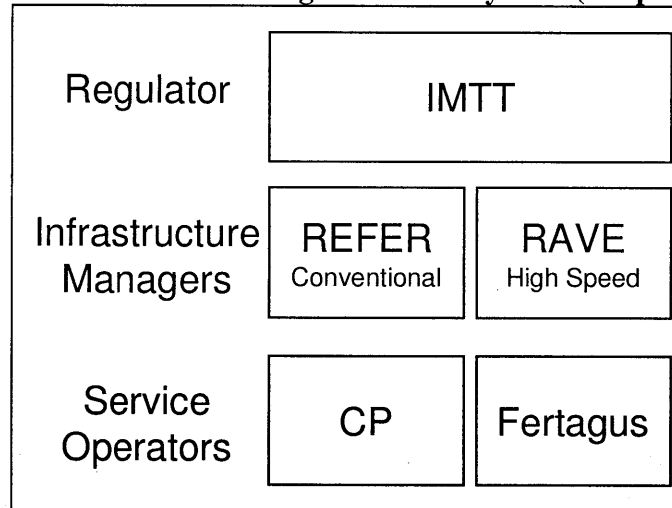 Regulator
IMTT
Infrastructure
Managers
REFER
Conventional
RAVE
High Speed
Service
Operators
CP
Fertagus